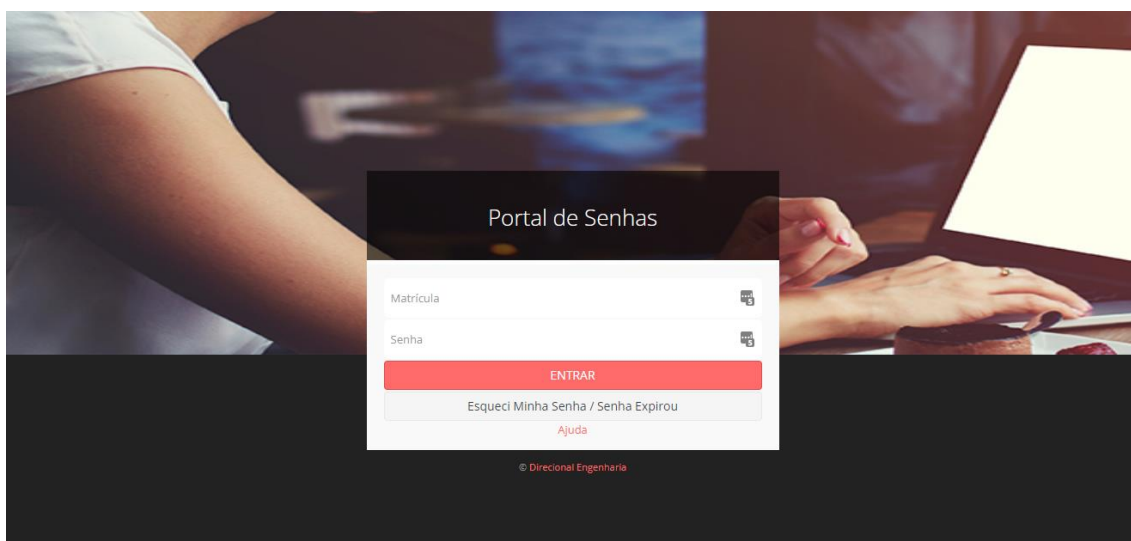 Portal de Senhas
Matrícula
Senha
ENTRAR
Esqueci Minha Senha / Senha Expirou
Ajuda
© Direcional Engenharia